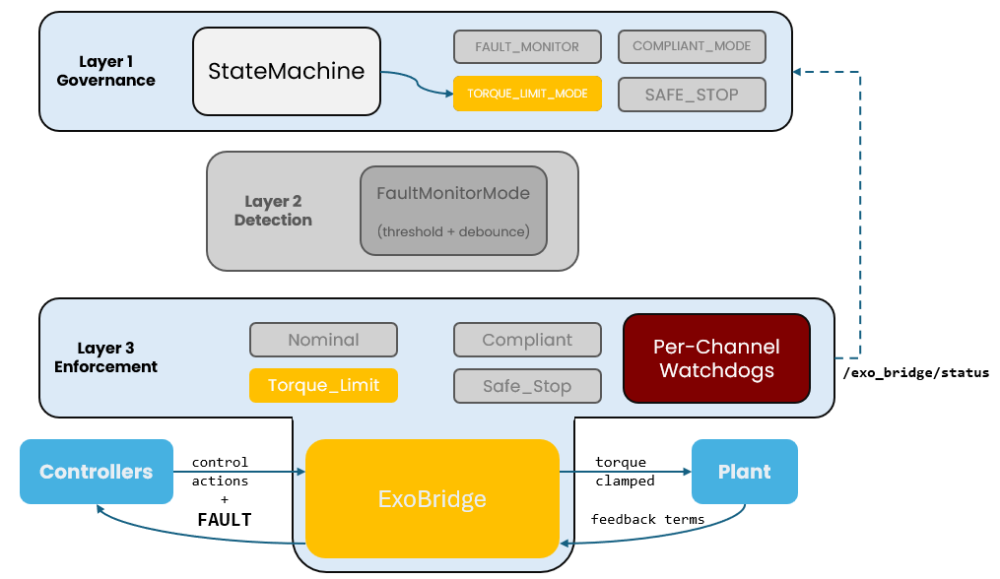 Layer 1
Governance
StateMachine
FAULT_MONITOR
COMPLIANT_MODE
TORQUE_LIMIT_MODE
SAFE_STOP
Layer 2
Detection
FaultMonitorMode
(threshold + debounce)
Layer 3
Enforcement
Nominal
Compliant
Torque_Limit
Safe_Stop
Per-Channel
Watchdogs
/exo_bridge/status
Controllers
control
actions
+
FAULT
ExoBridge
torque
clamped
feedback terms
Plant